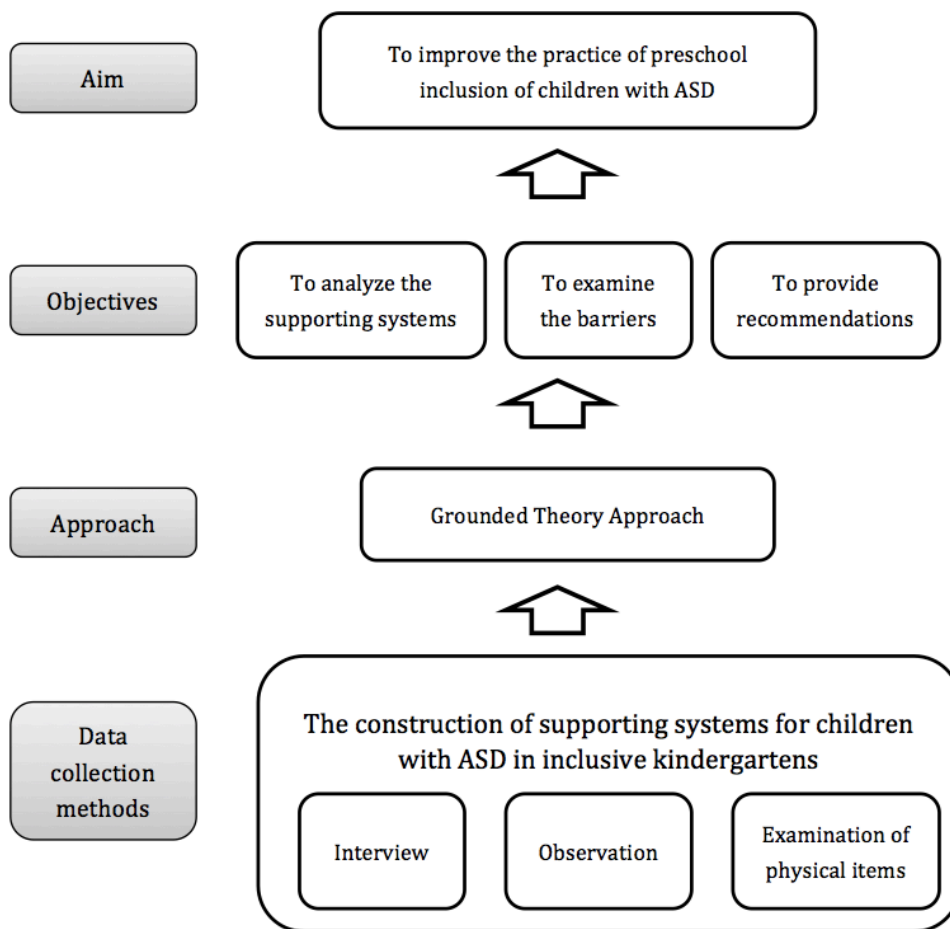 Aim
To improve the practice of preschool
inclusion of children with ASD
Objectives
To analyze the
supporting systems
To examine
the barriers
To provide
recommendations
Approach
Grounded Theory Approach
Data
collection
methods
The construction of supporting systems for children
with ASD in inclusive kindergartens
Interview
Observation
Examination of
physical items